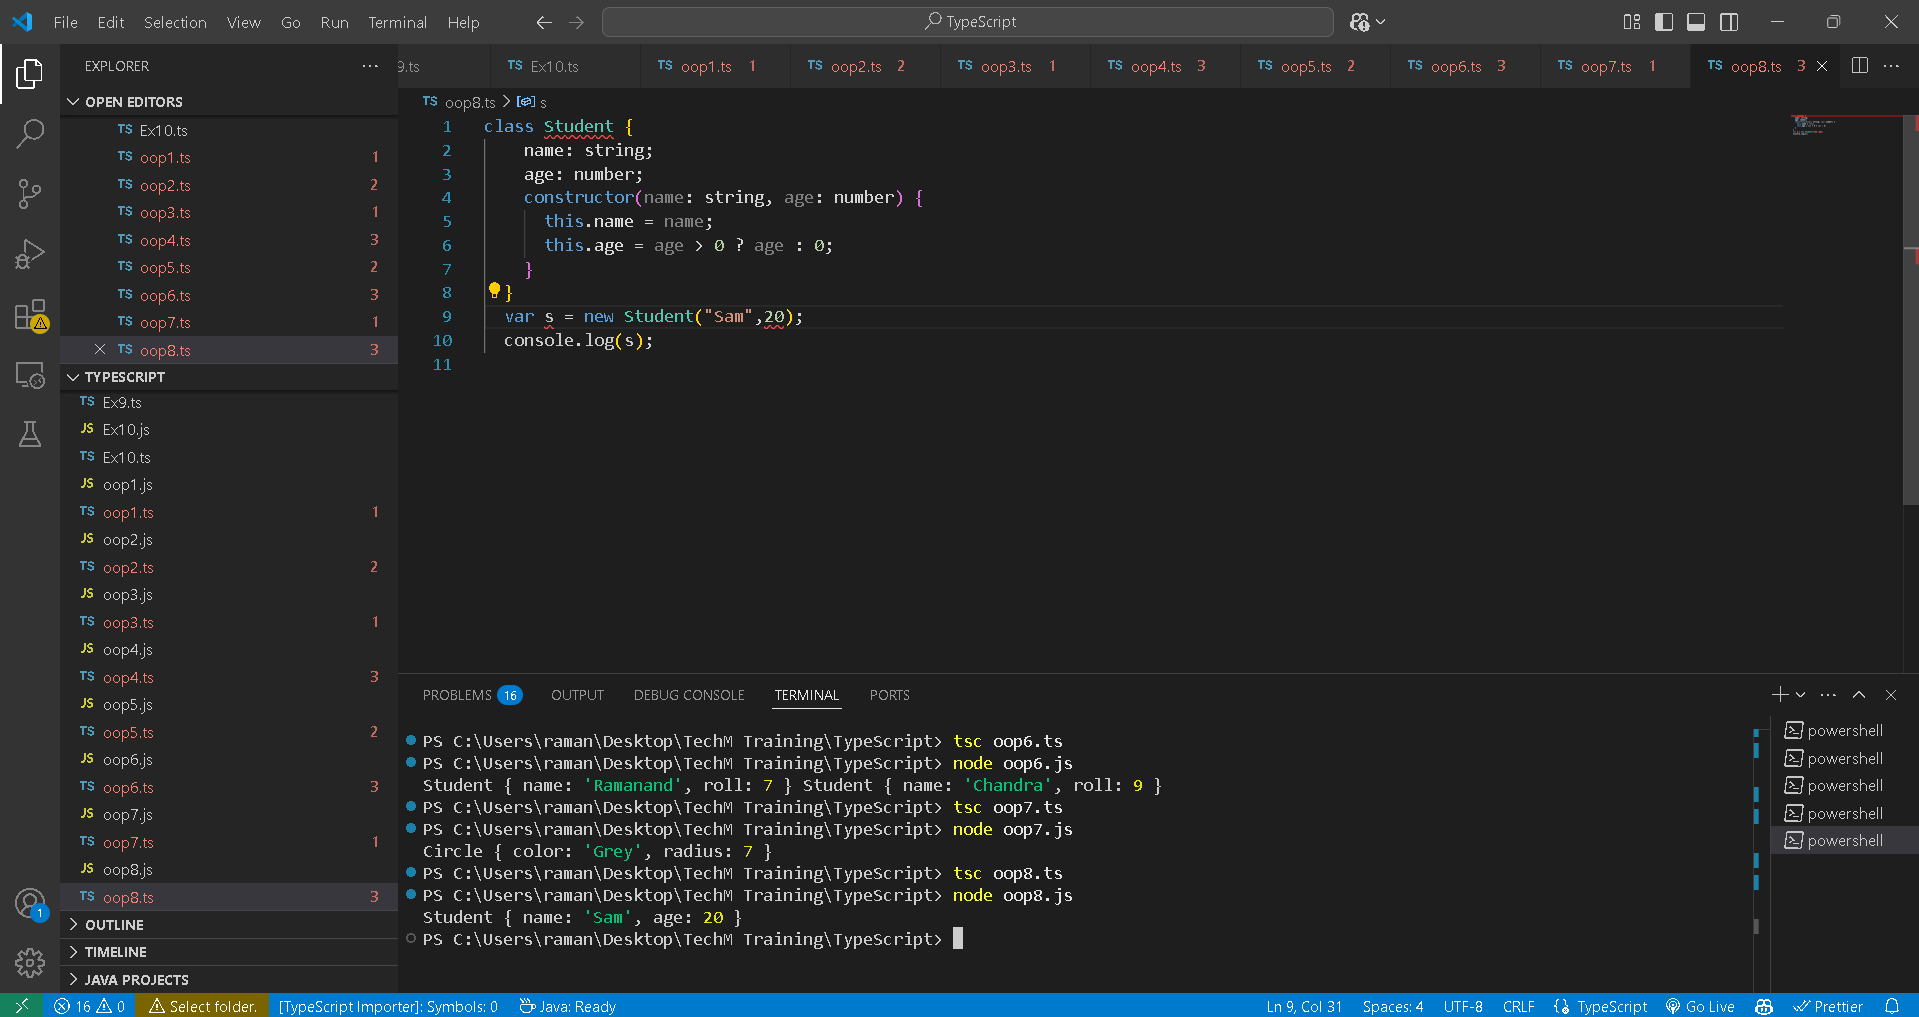 File Edit Selection View Go Run Terminal Help
TypeScript
EXPLORER
9.ts
TS Ex10.ts
TS oop1.ts 1
TS oop2.ts 2
TS oop3.ts 1
TS oop4.ts 3
TS oop5.ts 2
TS oop6.ts 3
TS oop7.ts 1
TS oop8.ts 3
OPEN EDITORS
TS Ex10.ts
TS oop1.ts 1
TS oop2.ts 2
TS oop3.ts 1
TS oop4.ts 3
TS oop5.ts 2
TS oop6.ts 3
TS oop7.ts 1
TS oop8.ts 3
TYPESCRIPT
TS Ex9.ts
JS Ex10.js
TS Ex10.ts
JS oop1.js
TS oop1.ts 1
JS oop2.js
TS oop2.ts 2
JS oop3.js
TS oop3.ts 1
JS oop4.js
TS oop4.ts 3
JS oop5.js
TS oop5.ts 2
JS oop6.js
TS oop6.ts 3
JS oop7.js
TS oop7.ts 1
JS oop8.js
TS oop8.ts 3
OUTLINE
TIMELINE
JAVA PROJECTS
1
TS oop8.ts > s
1 class Student {
2 name: string;
3 age: number;
4 constructor(name: string, age: number) {
5 this.name = name;
6 this.age = age > 0 ? age : 0;
7 }
8 }
9 var s = new Student("Sam",20);
10 console.log(s);
11
PROBLEMS 16 OUTPUT DEBUG CONSOLE TERMINAL PORTS
PS C:\Users\raman\Desktop\TechM Training\TypeScript> tsc oop6.ts
PS C:\Users\raman\Desktop\TechM Training\TypeScript> node oop6.js
Student { name: 'Ramanand', roll: 7 } Student { name: 'Chandra', roll: 9 }
PS C:\Users\raman\Desktop\TechM Training\TypeScript> tsc oop7.ts
PS C:\Users\raman\Desktop\TechM Training\TypeScript> node oop7.js
Circle { color: 'Grey', radius: 7 }
PS C:\Users\raman\Desktop\TechM Training\TypeScript> tsc oop8.ts
PS C:\Users\raman\Desktop\TechM Training\TypeScript> node oop8.js
Student { name: 'Sam', age: 20 }
PS C:\Users\raman\Desktop\TechM Training\TypeScript>
powershell
powershell
powershell
powershell
powershell
16 0 Select folder. [TypeScript Importer]: Symbols: 0 Java: Ready Ln 9, Col 31 Spaces: 4 UTF-8 CRLF TypeScript Go Live Prettier